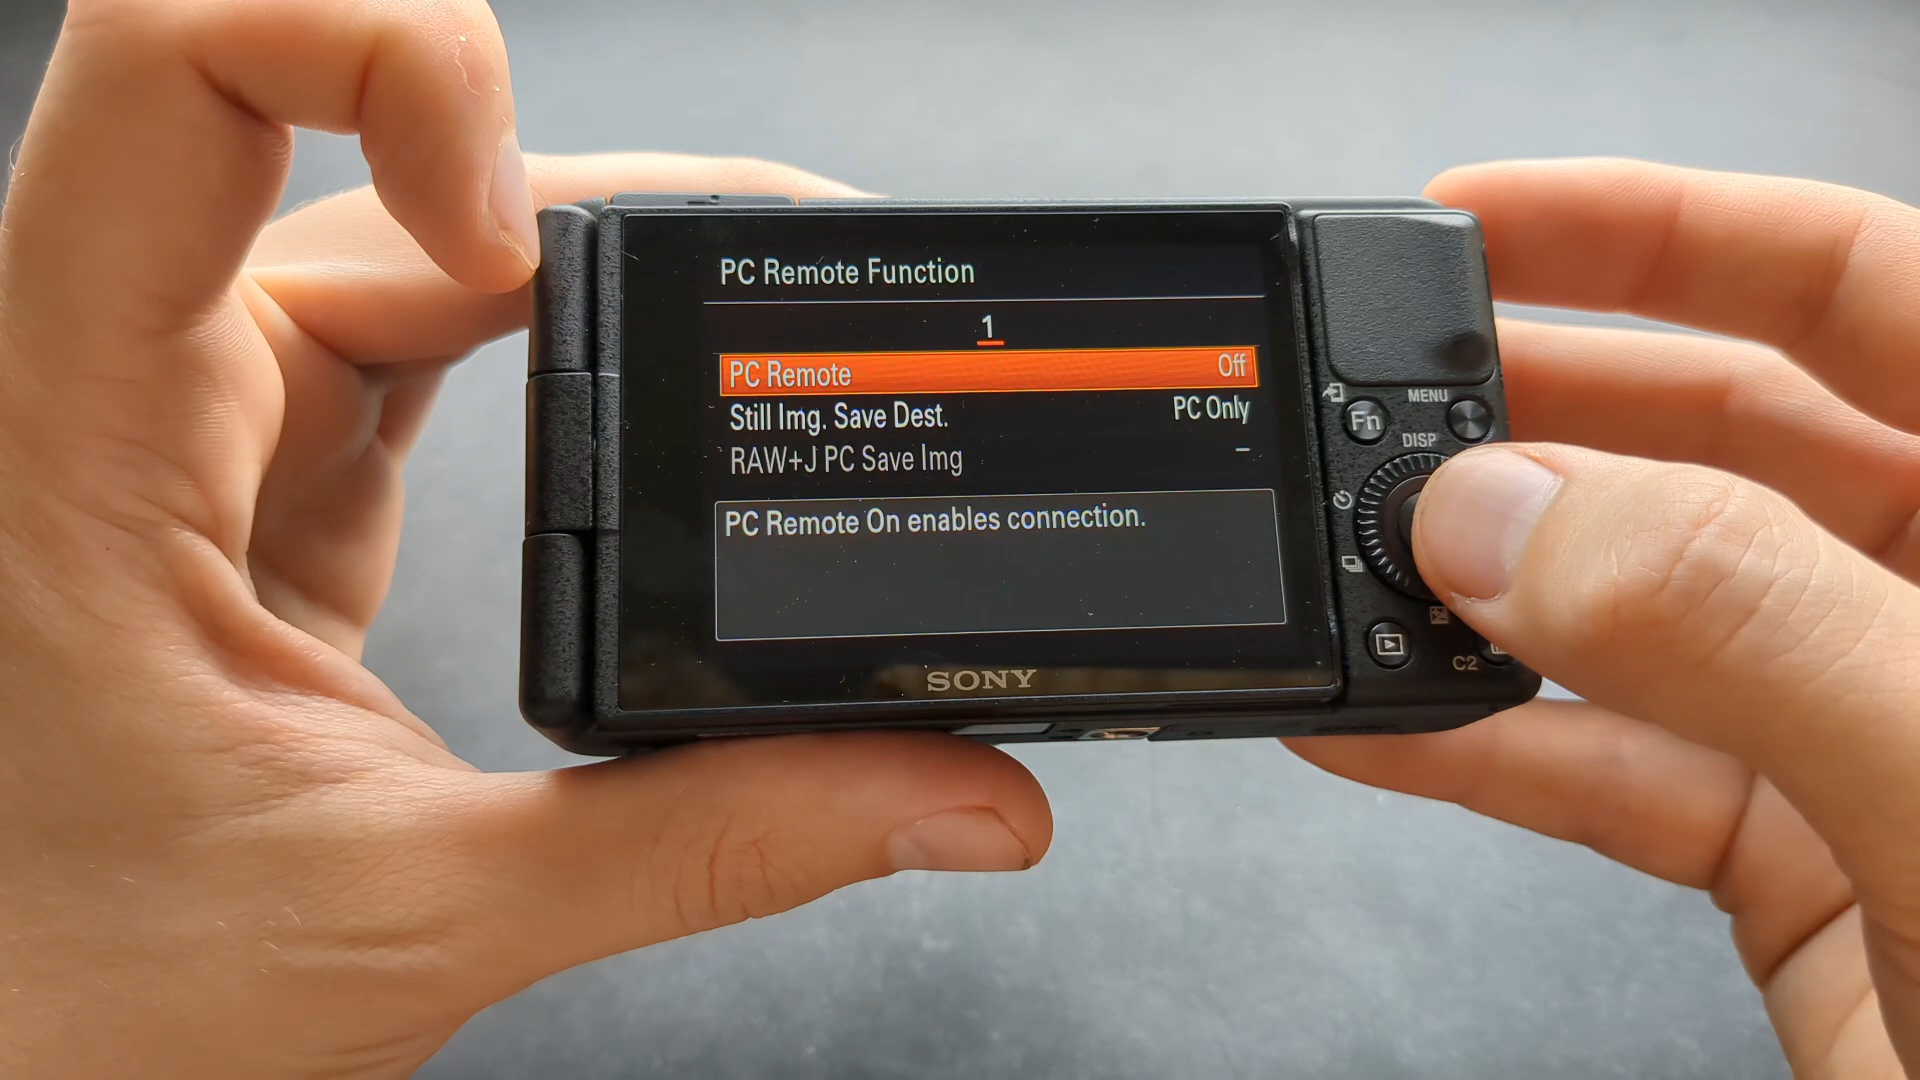 PC Remote Function
1
PC Remote Off
Still Img. Save Dest. PC Only
RAW+J PC Save Img –
PC Remote On enables connection.
SONY
MENU
Fn
DISP
C2